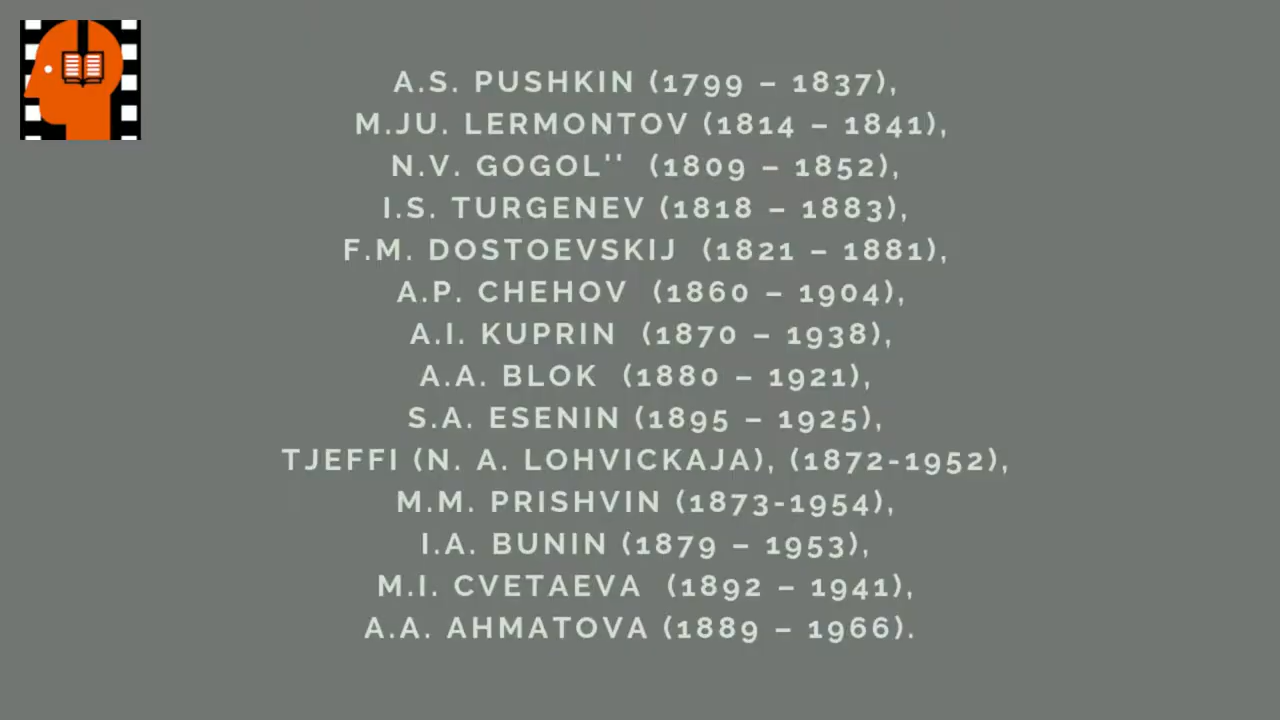 A.S. PUSHKIN (1799 – 1837),
M.JU. LERMONTOV (1814 – 1841),
N.V. GOGOL'' (1809 – 1852),
I.S. TURGENEV (1818 – 1883),
F.M. DOSTOEVSKIJ (1821 – 1881),
A.P. CHEHOV (1860 – 1904),
A.I. KUPRIN (1870 – 1938),
A.A. BLOK (1880 – 1921),
S.A. ESENIN (1895 – 1925),
TJEFFI (N. A. LOHVICKAJA), (1872-1952),
M.M. PRISHVIN (1873-1954),
I.A. BUNIN (1879 – 1953),
M.I. CVETAEVA (1892 – 1941),
A.A. AHMATOVA (1889 – 1966).